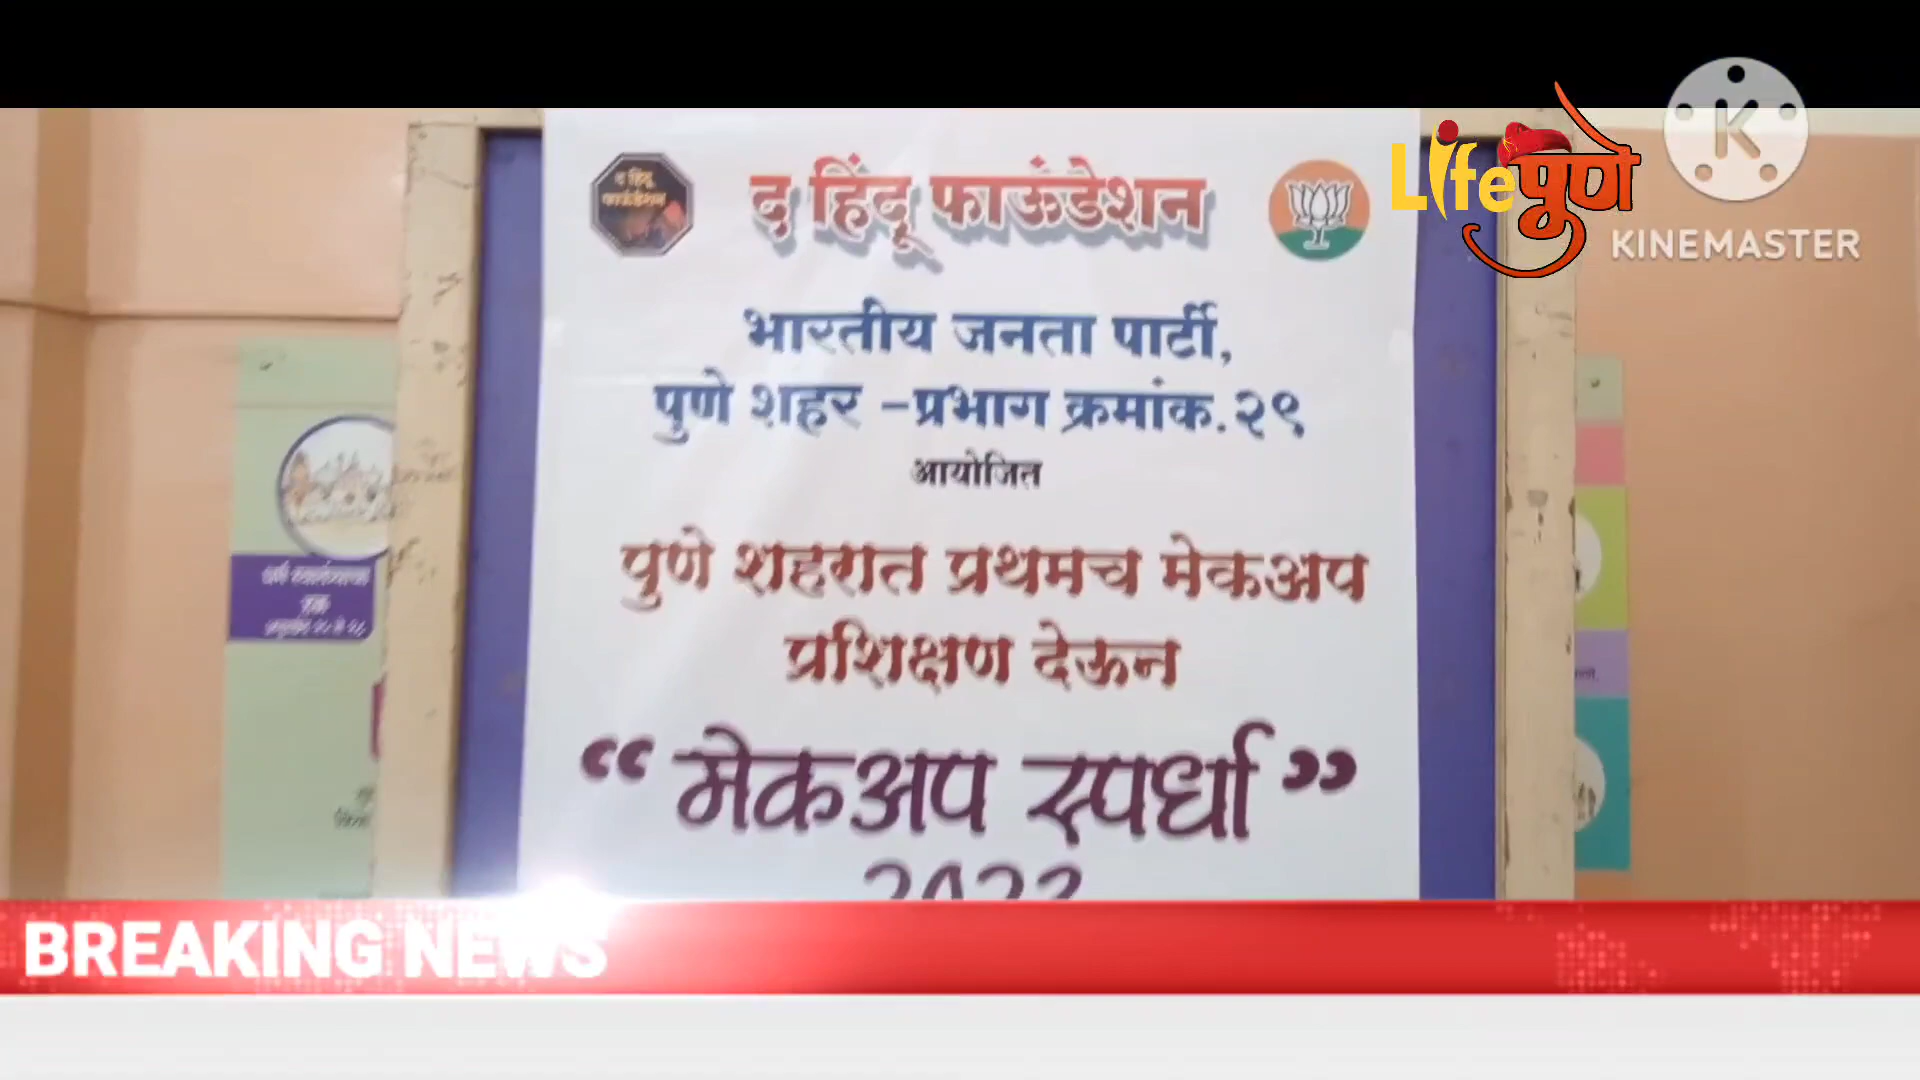 Lifeपुणे
KINEMASTER
द हिंदू
फाऊंडेशन
द हिंदू फाऊंडेशन
भारतीय जनता पार्टी,
पुणे शहर -प्रभाग क्रमांक.२९
आयोजित
पुणे शहरात प्रथमच मेकअप
प्रशिक्षण देऊन
“ मेकअप स्पर्धा ”
BREAKING NEWS